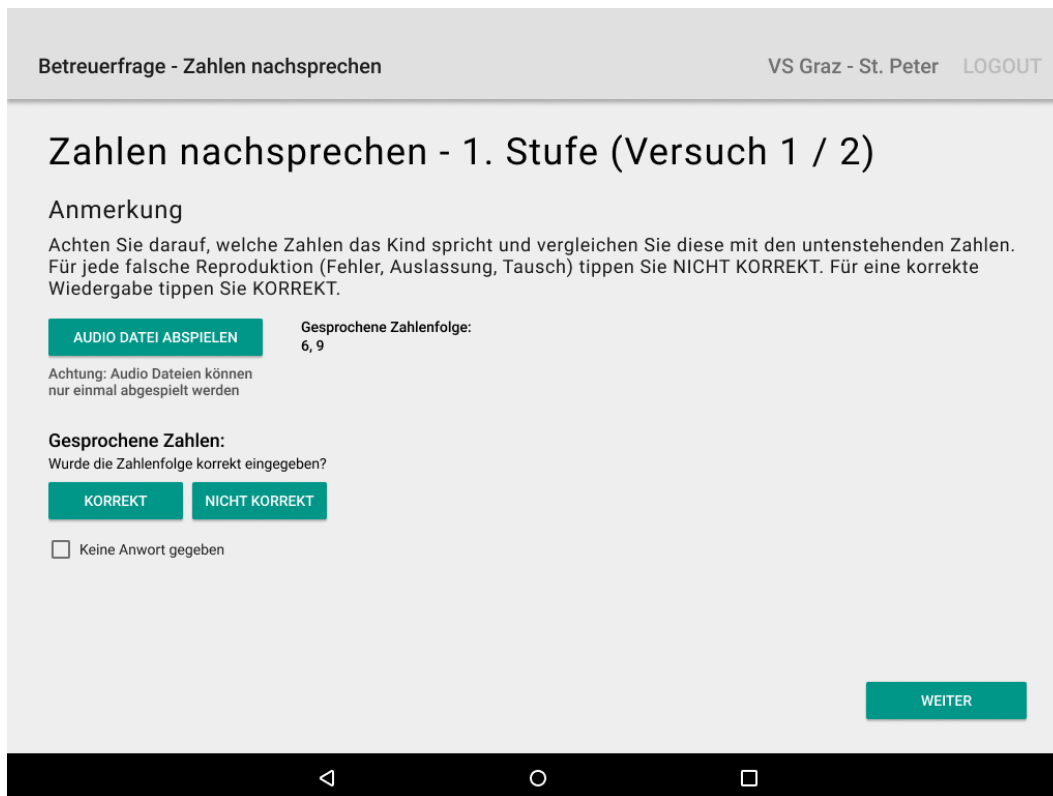 Betreuerfrage - Zahlen nachsprechen
VS Graz - St. Peter
LOGOUT
Zahlen nachsprechen - 1. Stufe (Versuch 1 / 2)
Anmerkung
Achten Sie darauf, welche Zahlen das Kind spricht und vergleichen Sie diese mit den untenstehenden Zahlen.
Für jede falsche Reproduktion (Fehler, Auslassung, Tausch) tippen Sie NICHT KORREKT. Für eine korrekte
Wiedergabe tippen Sie KORREKT.
AUDIO DATEI ABSPIELEN
Achtung: Audio Dateien können
nur einmal abgespielt werden
Gesprochene Zahlenfolge:
6, 9
Gesprochene Zahlen:
Wurde die Zahlenfolge korrekt eingegeben?
KORREKT
NICHT KORREKT
Keine Anwort gegeben
WEITER